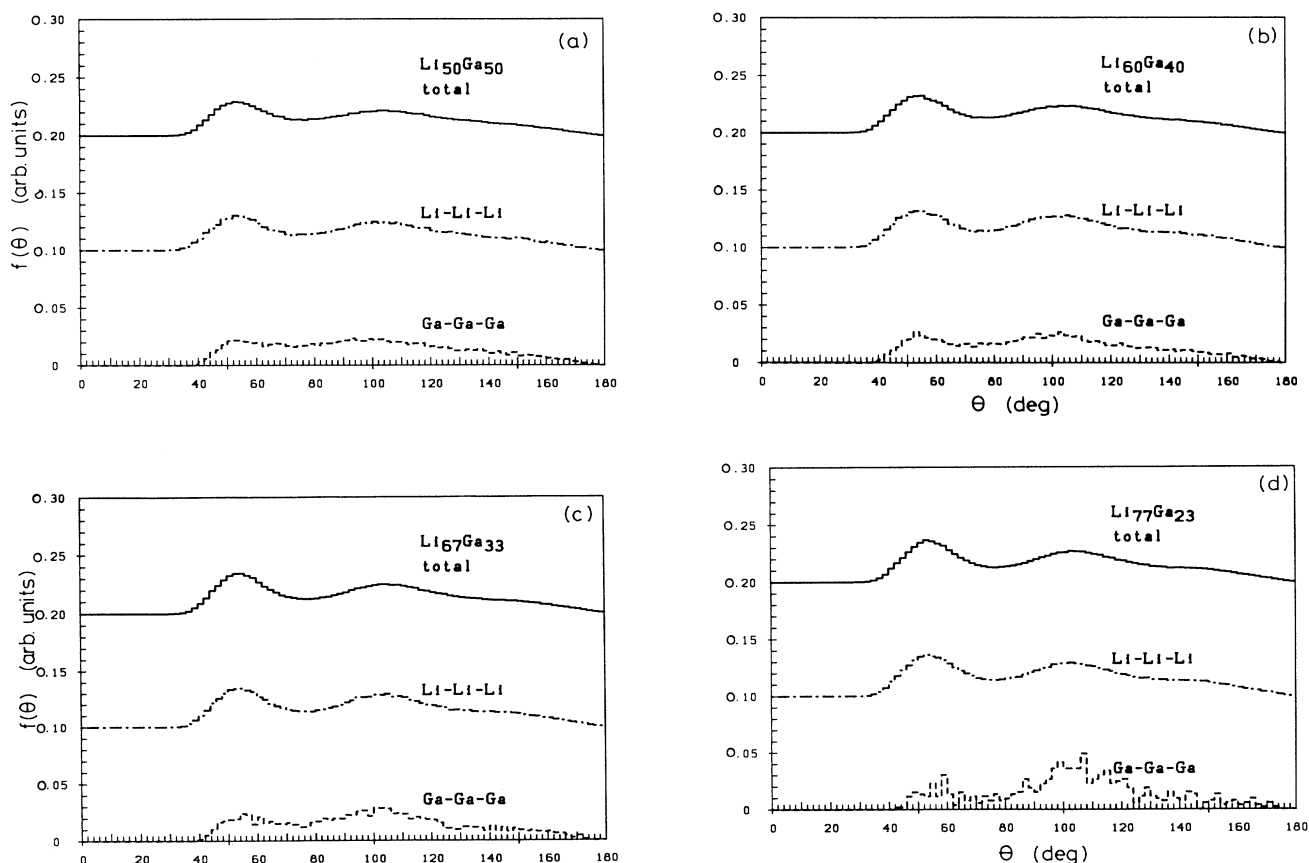 (a)
Li50Ga50
total
Li-Li-Li
Ga-Ga-Ga
f(θ) (arb.units)
0.30
0.25
0.20
0.15
0.10
0.05
0
0 20 40 60 80 100 120 140 160 180
(b)
Li60Ga40
total
Li-Li-Li
Ga-Ga-Ga
0.30
0.25
0.20
0.15
0.10
0.05
0
0 20 40 60 80 100 120 140 160 180
θ (deg)
(c)
Li67Ga33
total
Li-Li-Li
Ga-Ga-Ga
f(θ) (arb. units)
0.30
0.25
0.20
0.15
0.10
0.05
0
0 20 40 60 80 100 120 140 160 180
(d)
Li77Ga23
total
Li-Li-Li
Ga-Ga-Ga
0.30
0.25
0.20
0.15
0.10
0.05
0
0 20 40 60 80 100 120 140 160 180
θ (deg)